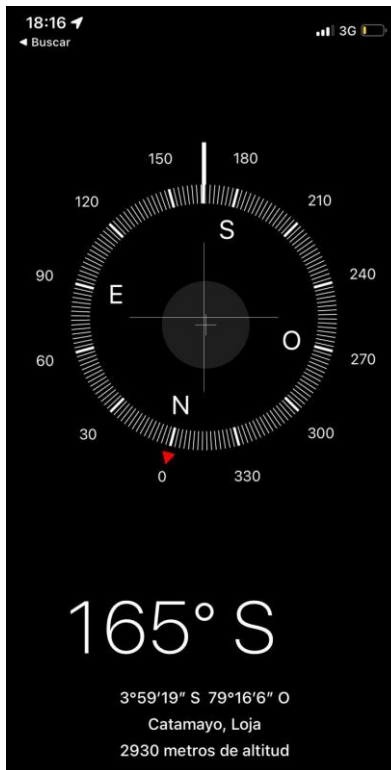 18:16
3G
◀ Buscar
150
180
120
210
S
90
240
E
O
60
270
N
30
300
0
330
165° S
3°59'19" S 79°16'6" O
Catamayo, Loja
2930 metros de altitud